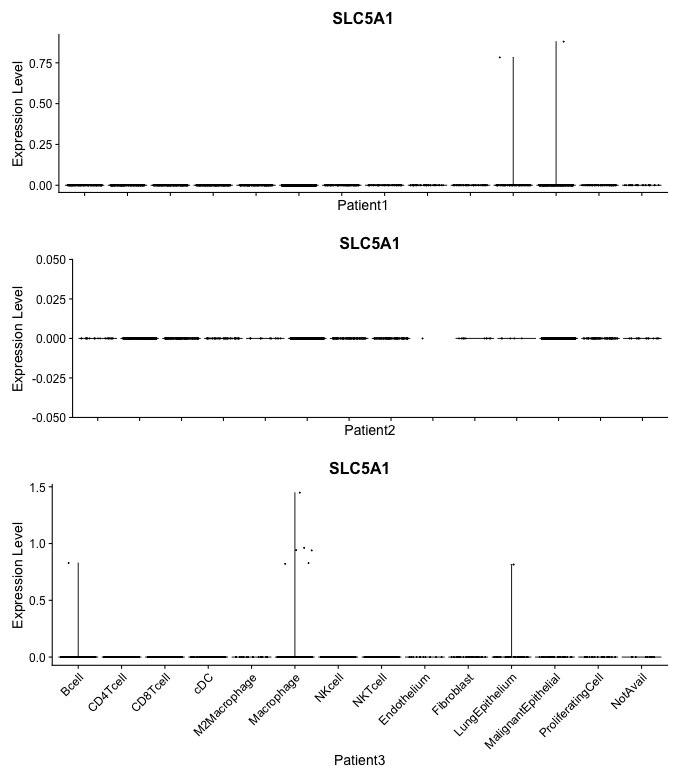 SLC5A1
Expression Level
0.75
0.50
0.25
0.00
Patient1
SLC5A1
Expression Level
0.050
0.025
0.000
-0.025
-0.050
Patient2
SLC5A1
Expression Level
1.5
1.0
0.5
0.0
Bcell
CD4Tcell
CD8Tcell
cDC
M2Macrophage
Macrophage
NKcell
NKTcell
Endothelium
Fibroblast
LungEpithelium
MalignantEpithelial
ProliferatingCell
NotAvail
Patient3